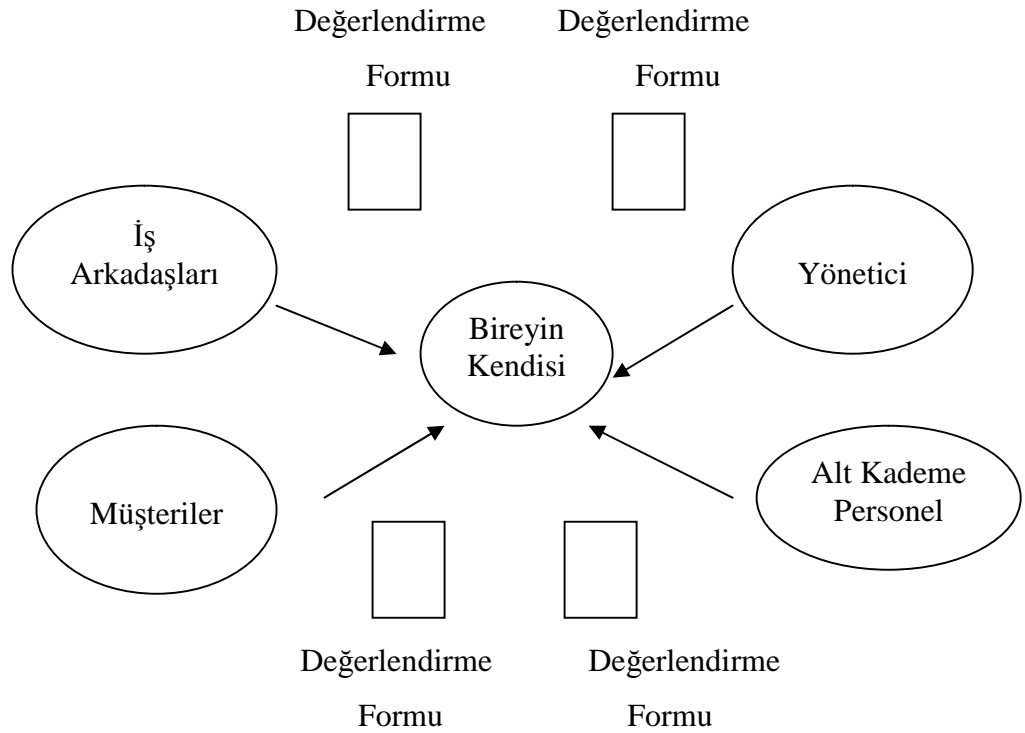 Değerlendirme
Formu
Değerlendirme
Formu
İş
Arkadaşları
Yönetici
Bireyin
Kendisi
Müşteriler
Alt Kademe
Personel
Değerlendirme
Formu
Değerlendirme
Formu